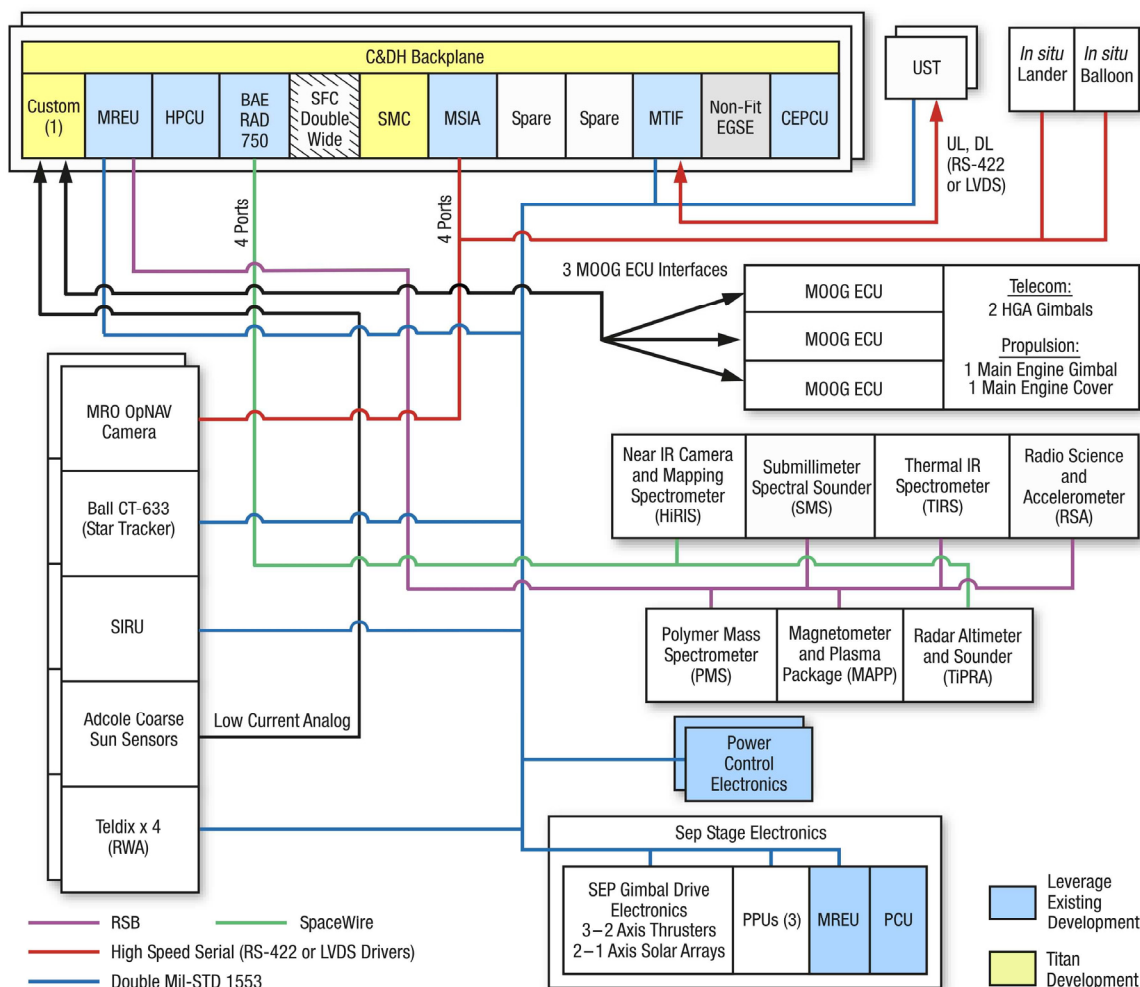 C&DH Backplane
Custom
(1)
MREU
HPCU
BAE
RAD
750
SFC
Double
Wide
SMC
MSIA
Spare
Spare
MTIF
Non-Fit
EGSE
CEPCU
UST
In situ
Lander
In situ
Balloon
UL, DL
(RS-422
or LVDS)
4 Ports
4 Ports
3 MOOG ECU Interfaces
MOOG ECU
MOOG ECU
MOOG ECU
Telecom:
2 HGA Gimbals
Propulsion:
1 Main Engine Gimbal
1 Main Engine Cover
MRO OpNAV
Camera
Ball CT-633
(Star Tracker)
SIRU
Adcole Coarse
Sun Sensors
Low Current Analog
Teldix x 4
(RWA)
Near IR Camera
and Mapping
Spectrometer
(HiRIS)
Submillimeter
Spectral Sounder
(SMS)
Thermal IR
Spectrometer
(TIRS)
Radio Science
and
Accelerometer
(RSA)
Polymer Mass
Spectrometer
(PMS)
Magnetometer
and Plasma
Package (MAPP)
Radar Altimeter
and Sounder
(TiPRA)
Power
Control
Electronics
Sep Stage Electronics
SEP Gimbal Drive
Electronics
3–2 Axis Thrusters
2–1 Axis Solar Arrays
PPUs (3)
MREU
PCU
RSB
SpaceWire
High Speed Serial (RS-422 or LVDS Drivers)
Double Mil-STD 1553
Leverage
Existing
Development
Titan
Development